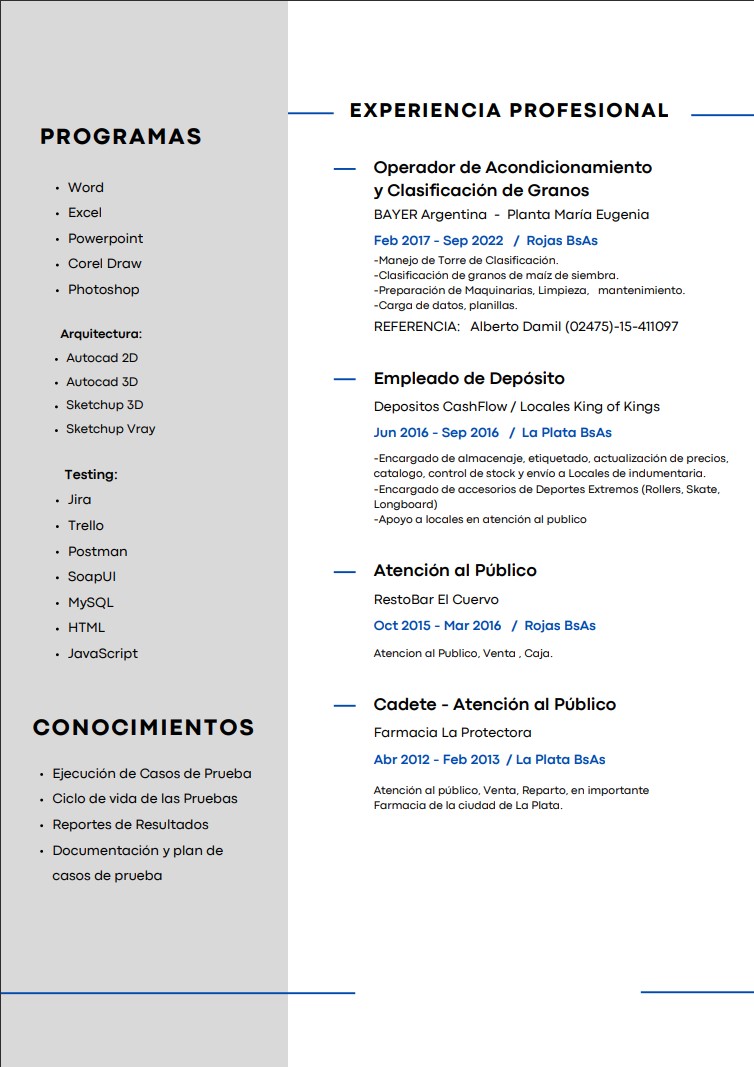 PROGRAMAS
• Word
• Excel
• Powerpoint
• Corel Draw
• Photoshop
Arquitectura:
• Autocad 2D
• Autocad 3D
• Sketchup 3D
• Sketchup Vray
Testing:
• Jira
• Trello
• Postman
• SoapUI
• MySQL
• HTML
• JavaScript
CONOCIMIENTOS
• Ejecución de Casos de Prueba
• Ciclo de vida de las Pruebas
• Reportes de Resultados
• Documentación y plan de
casos de prueba
EXPERIENCIA PROFESIONAL
Operador de Acondicionamiento
y Clasificación de Granos
BAYER Argentina - Planta María Eugenia
Feb 2017 - Sep 2022 / Rojas BsAs
-Manejo de Torre de Clasificación.
-Clasificación de granos de maíz de siembra.
-Preparación de Maquinarias, Limpieza, mantenimiento.
-Carga de datos, planillas.
REFERENCIA: Alberto Damil (02475)-15-411097
Empleado de Depósito
Depositos CashFlow / Locales King of Kings
Jun 2016 - Sep 2016 / La Plata BsAs
-Encargado de almacenaje, etiquetado, actualización de precios,
catalogo, control de stock y envío a Locales de indumentaria.
-Encargado de accesorios de Deportes Extremos (Rollers, Skate,
Longboard)
-Apoyo a locales en atención al publico
Atención al Público
RestoBar El Cuervo
Oct 2015 - Mar 2016 / Rojas BsAs
Atencion al Publico, Venta , Caja.
Cadete - Atención al Público
Farmacia La Protectora
Abr 2012 - Feb 2013 / La Plata BsAs
Atención al público, Venta, Reparto, en importante
Farmacia de la ciudad de La Plata.